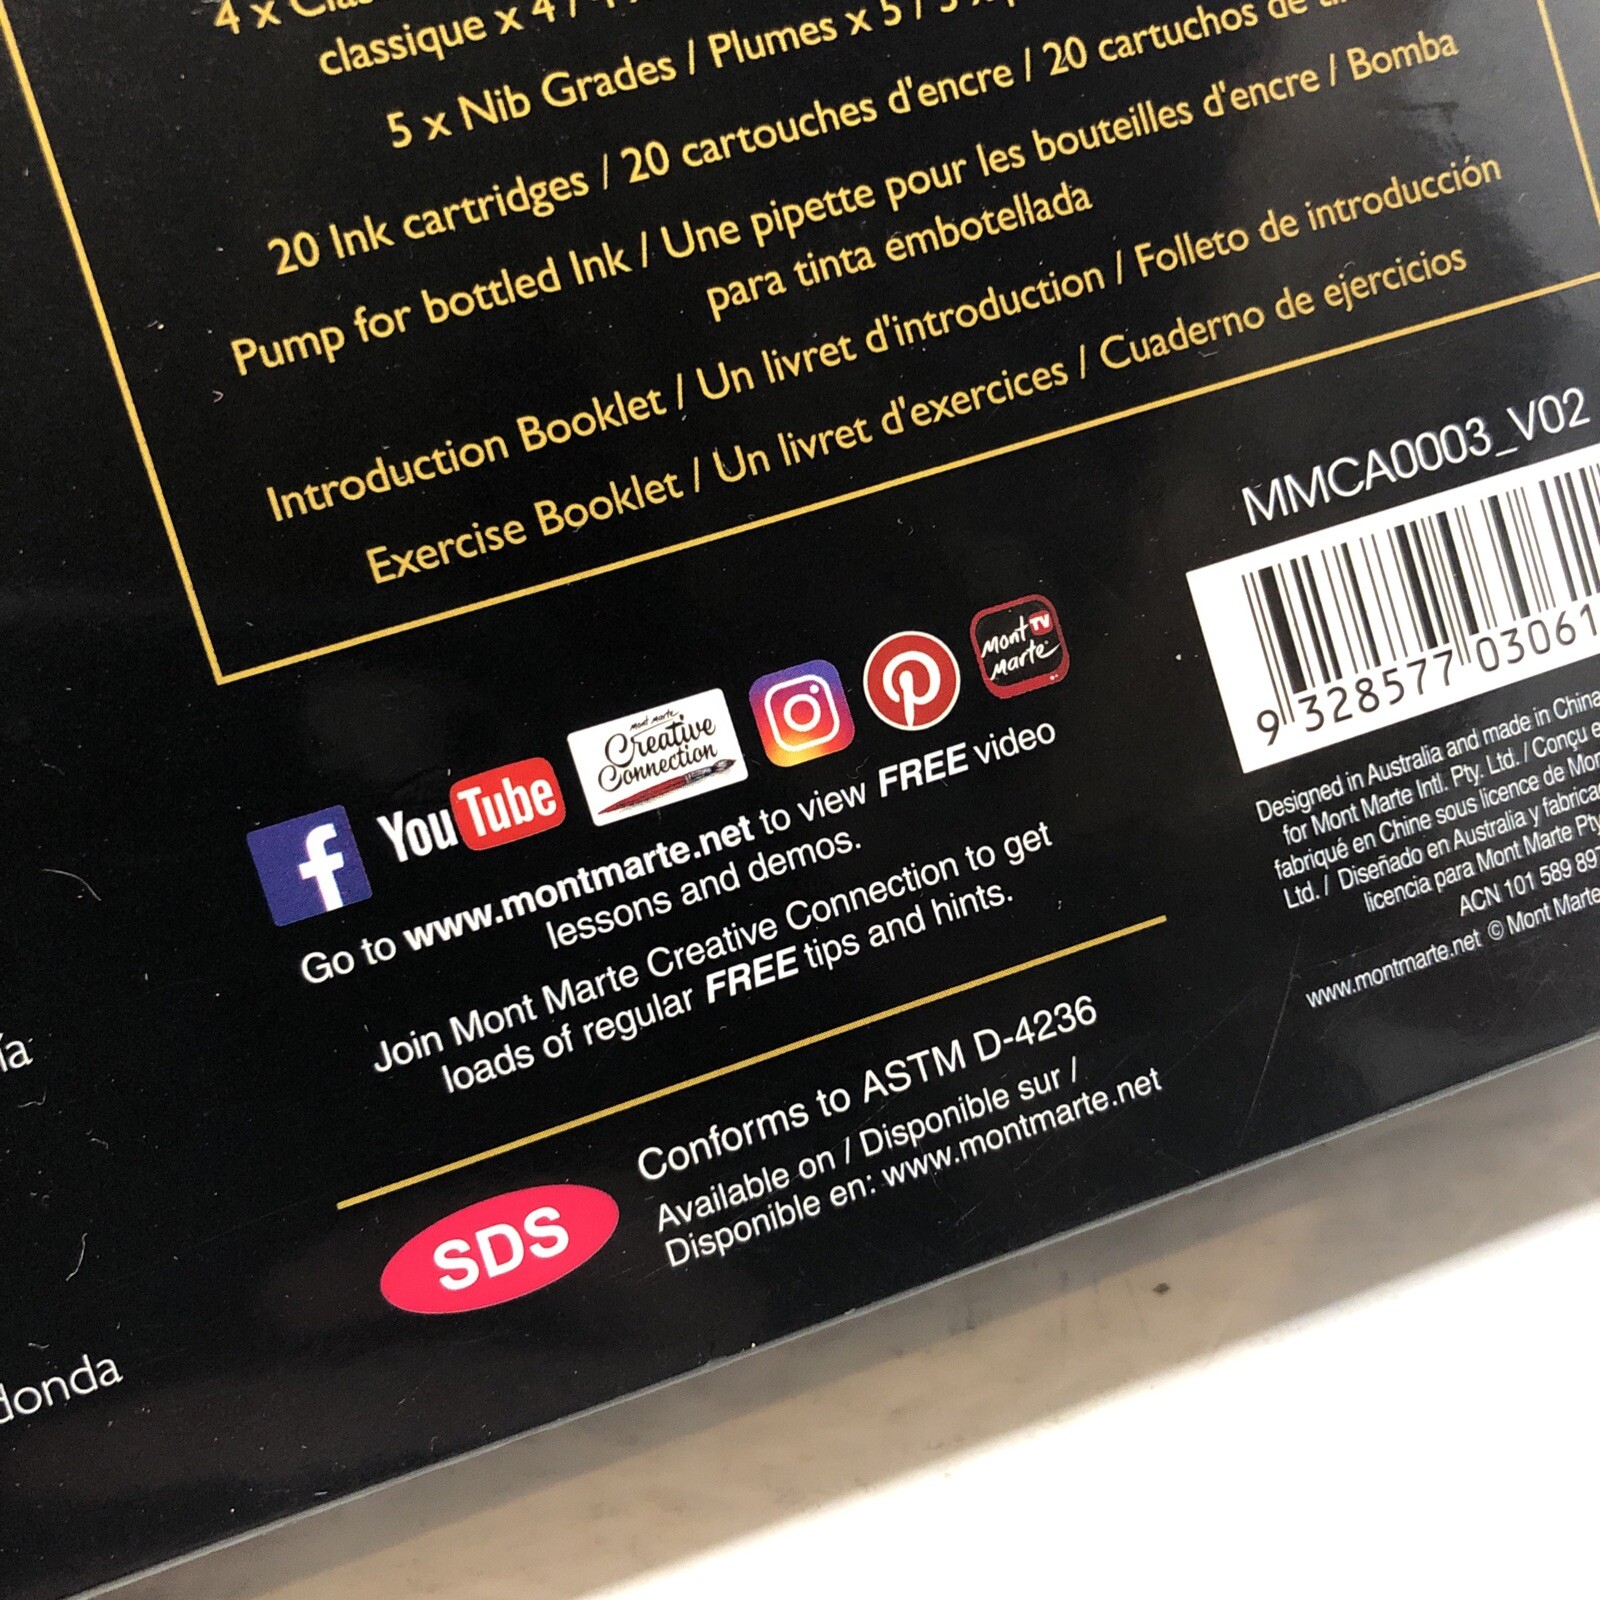 4 x
classique x 4 /
5 x Nib Grades / Plumes x 5 /
20 Ink cartridges / 20 cartouches d'encre / 20 cartuchos de
Pump for bottled Ink / Une pipette pour les bouteilles d'encre / Bomba
para tinta embotellada
Introduction Booklet / Un livret d'introduction / Folleto de introducción
Exercise Booklet / Un livret d'exercices / Cuaderno de ejercicios
f
YouTube
mont marte
Creative
Connection
mont TV
marte
Go to www.montmarte.net to view FREE video
lessons and demos.
Join Mont Marte Creative Connection to get
loads of regular FREE tips and hints.
SDS
Conforms to ASTM D-4236
Available on / Disponible sur /
Disponible en: www.montmarte.net
MMCA0003_V02
9 328577 03061
Designed in Australia and made in China
for Mont Marte Intl. Pty. Ltd. / Conçu e
fabriqué en Chine sous licence de Mon
Ltd. / Diseñado en Australia y fabrica
licencia para Mont Marte Pty
ACN 101 589 897
www.montmarte.net © Mont Marte
ía
donda